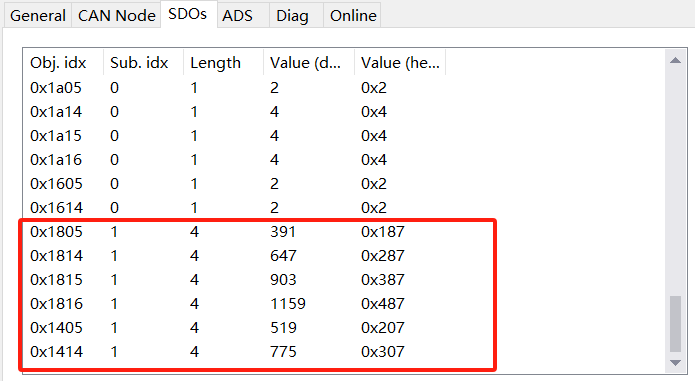 General CAN Node SDOs ADS Diag Online
Obj. idx Sub. idx Length Value (d... Value (he...
0x1a05 0 1 2 0x2
0x1a14 0 1 4 0x4
0x1a15 0 1 4 0x4
0x1a16 0 1 4 0x4
0x1605 0 1 2 0x2
0x1614 0 1 2 0x2
0x1805 1 4 391 0x187
0x1814 1 4 647 0x287
0x1815 1 4 903 0x387
0x1816 1 4 1159 0x487
0x1405 1 4 519 0x207
0x1414 1 4 775 0x307